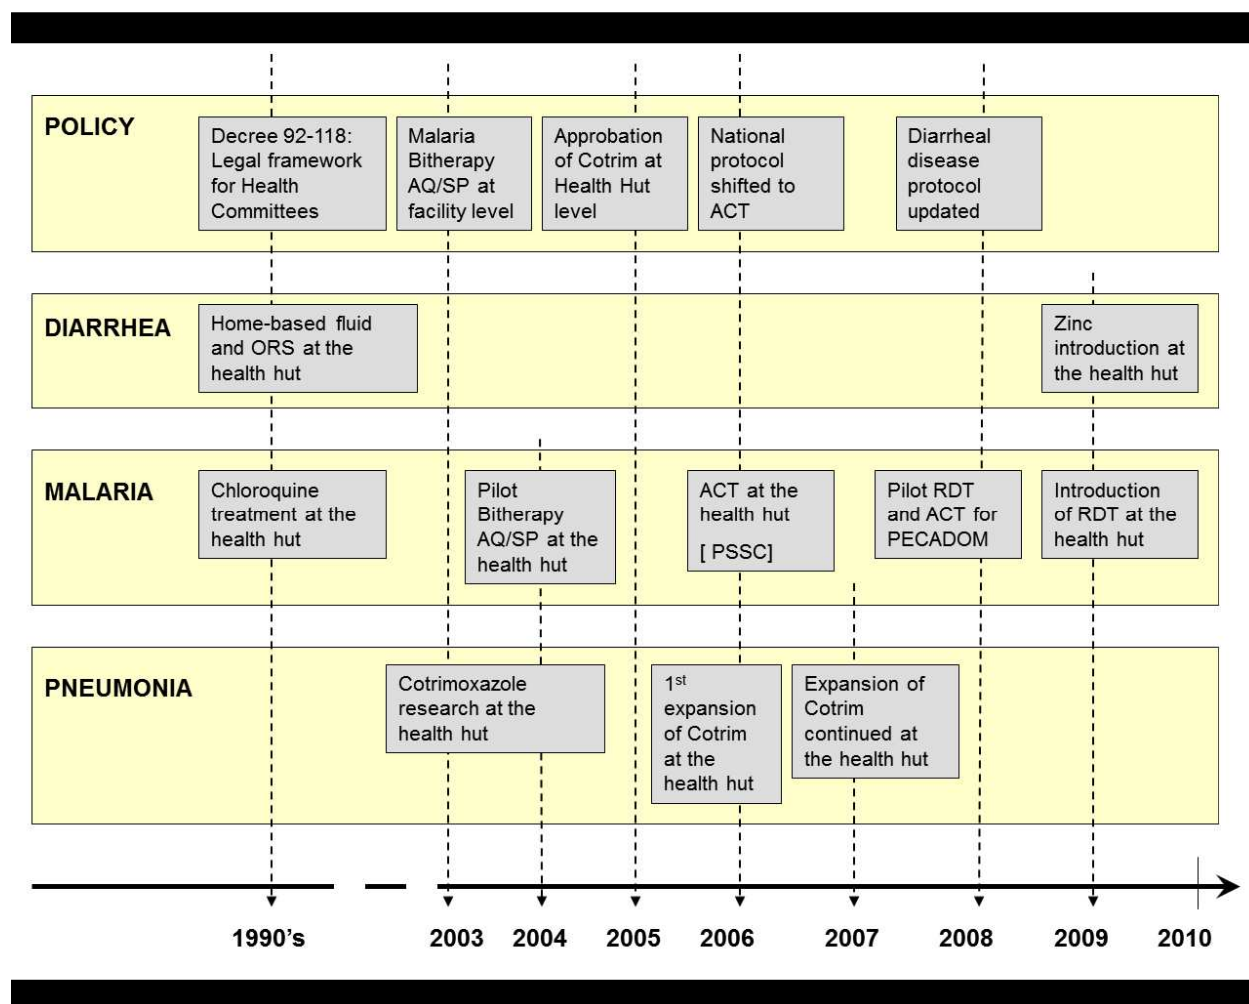 POLICY
Decree 92-118:
Legal framework
for Health
Committees
Malaria
Bitherapy
AQ/SP at
facility level
Approbation
of Cotrim at
Health Hut
level
National
protocol
shifted to
ACT
Diarrheal
disease
protocol
updated
DIARRHEA
Home-based fluid
and ORS at the
health hut
Zinc
introduction at
the health hut
MALARIA
Chloroquine
treatment at the
health hut
Pilot
Bitherapy
AQ/SP at the
health hut
ACT at the
health hut
[ PSSC]
Pilot RDT
and ACT for
PECADOM
Introduction
of RDT at the
health hut
PNEUMONIA
Cotrimoxazole
research at the
health hut
1st
expansion
of Cotrim
at the
health hut
Expansion of
Cotrim
continued at
the health hut
1990's 2003 2004 2005 2006 2007 2008 2009 2010